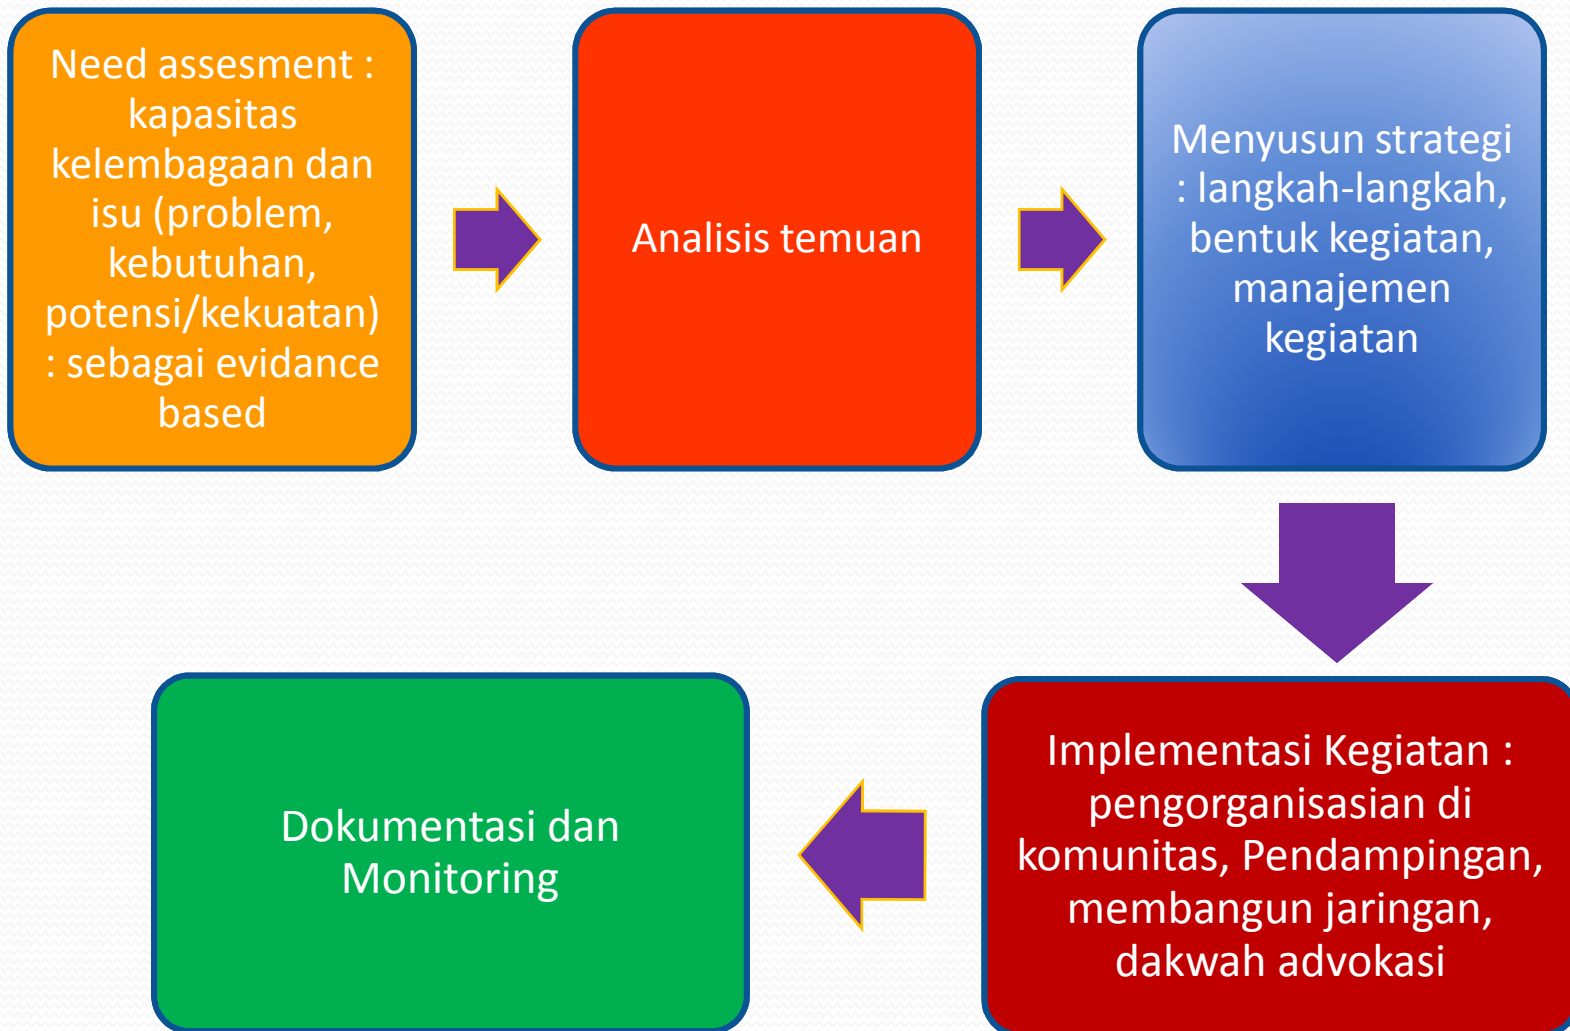 Need assesment :
kapasitas
kelembagaan dan
isu (problem,
kebutuhan,
potensi/kekuatan)
: sebagai evidance
based
Analisis temuan
Menyusun strategi
: langkah-langkah,
bentuk kegiatan,
manajemen
kegiatan
Implementasi Kegiatan :
pengorganisasian di
komunitas, Pendampingan,
membangun jaringan,
dakwah advokasi
Dokumentasi dan
Monitoring